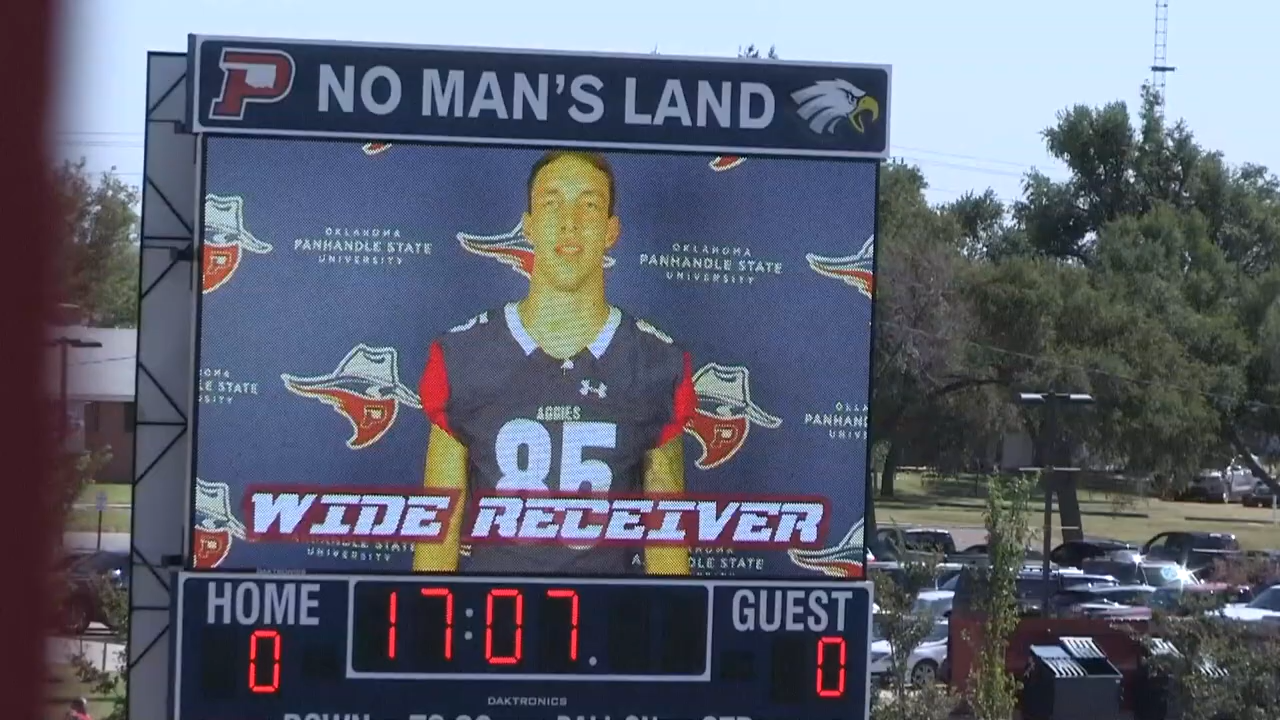 P NO MAN'S LAND
OKLAHOMA
PANHANDLE STATE
UNIVERSITY
OKLAHOMA
PANHANDLE STATE
UNIVERSITY
AGGIES
85
WIDE RECEIVER
HOME
17:07
GUEST
0
0
DAKTRONICS